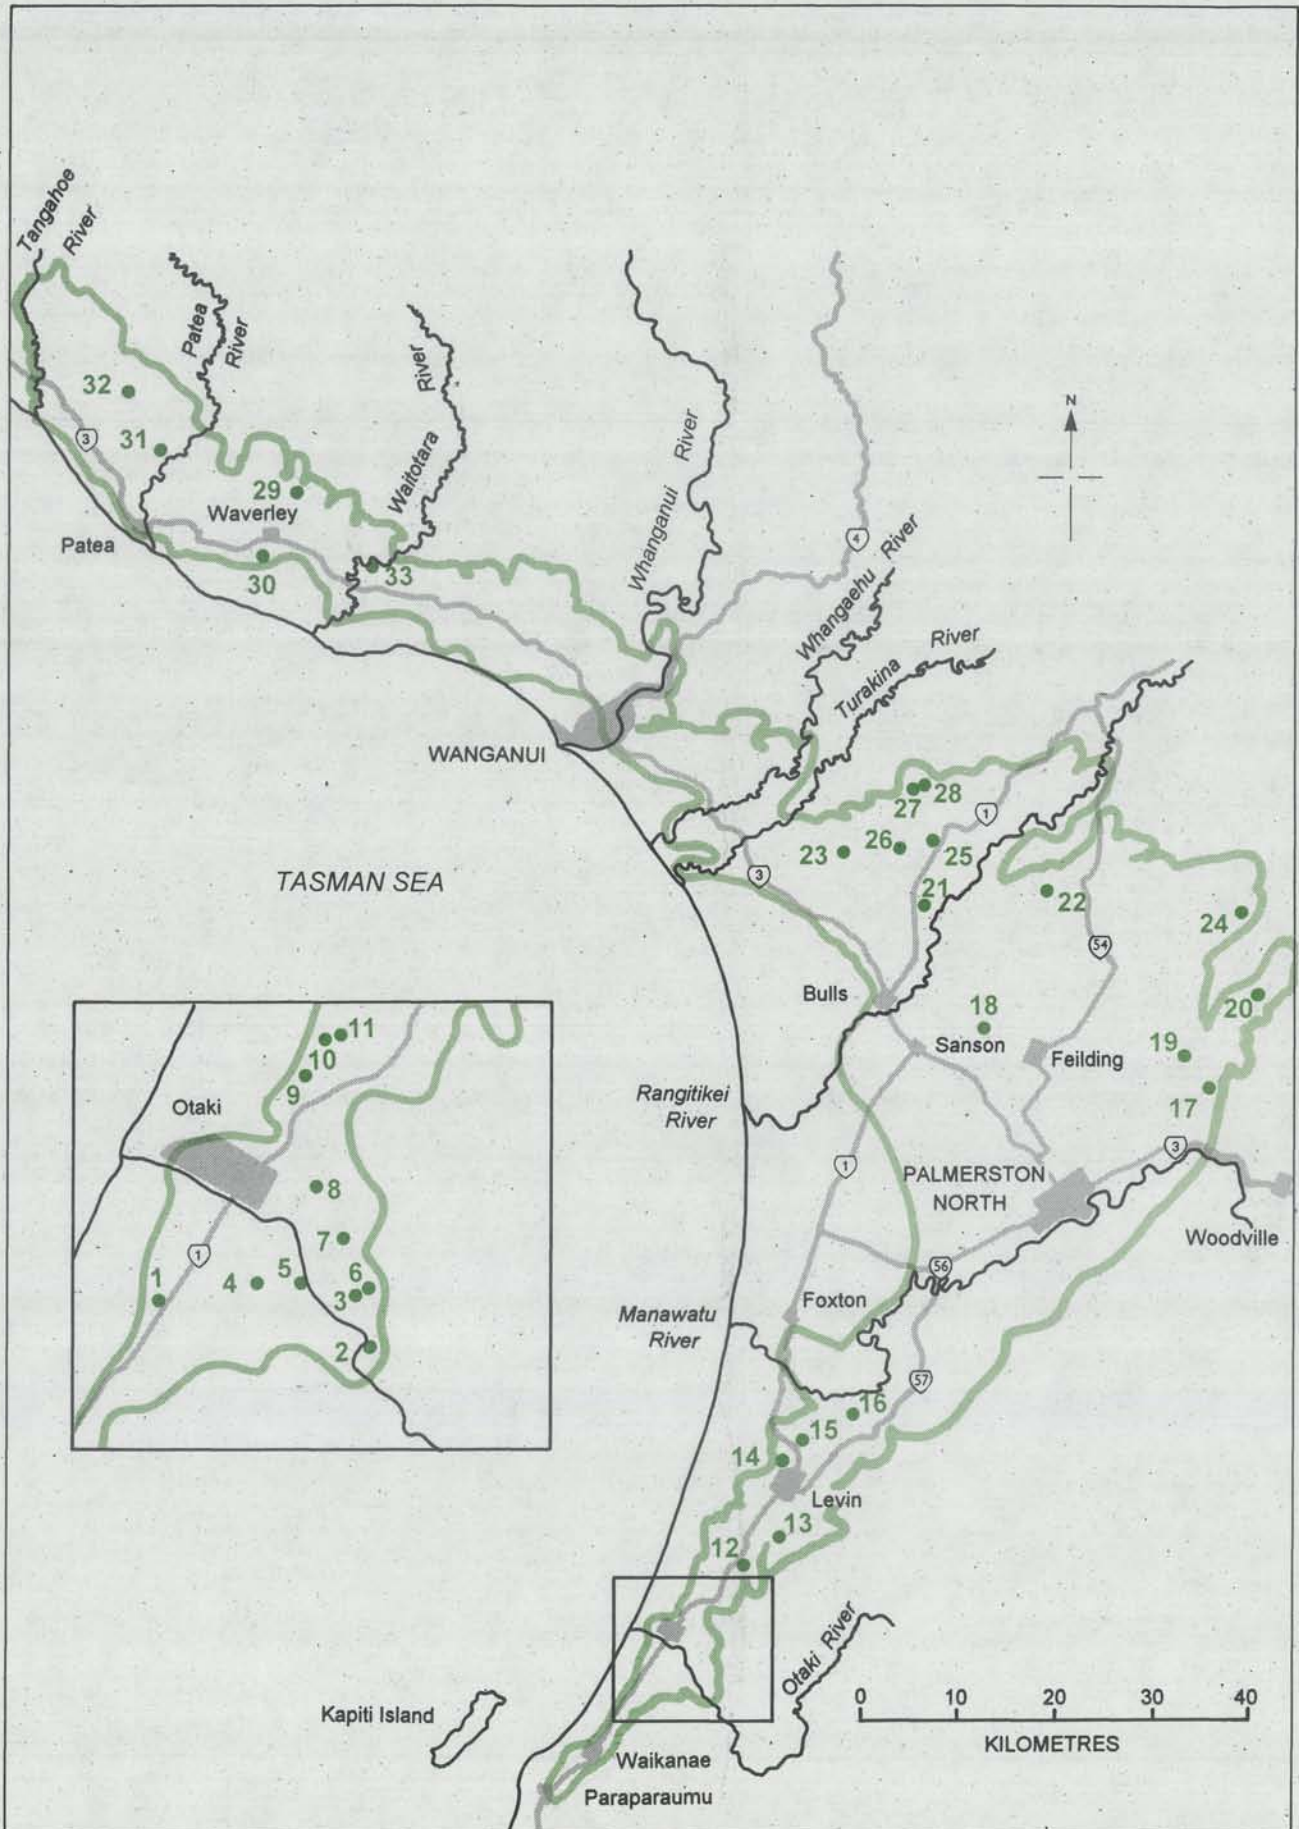 Tangahoe
River
Patea
River
Waitotara
River
Whanganui
River
Whangaehu
River
Turakina
River
N
32
3
31
29
Waverley
Patea
30
33
4
WANGANUI
27
28
1
26
25
23
3
21
22
24
TASMAN SEA
54
Bulls
20
18
Sanson
19
Feilding
17
Rangitikei
River
3
1
PALMERSTON
NORTH
Woodville
56
Foxton
Manawatu
River
57
16
15
14
Levin
13
12
11
10
9
Otaki
8
7
1
6
5
4
3
1
2
Otaki River
Kapiti Island
0 10 20 30 40
KILOMETRES
Waikanae
Paraparaumu